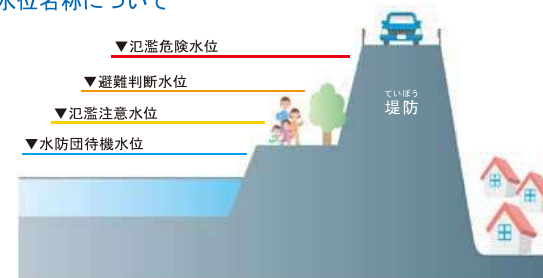 水位名称について
▼氾濫危険水位
▼避難判断水位
▼氾濫注意水位
▼水防団待機水位
ていぼう
堤防